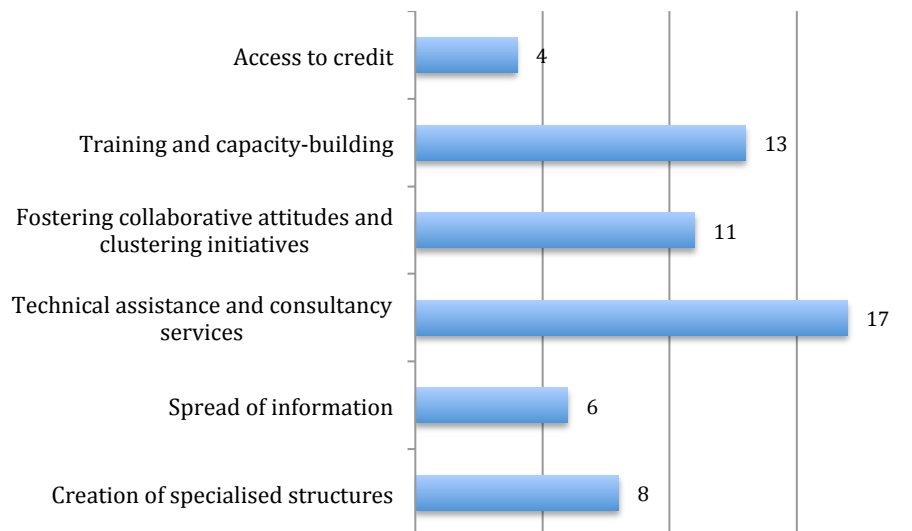 Access to credit
4
Training and capacity-building
13
Fostering collaborative attitudes and
clustering initiatives
11
Technical assistance and consultancy
services
17
Spread of information
6
Creation of specialised structures
8